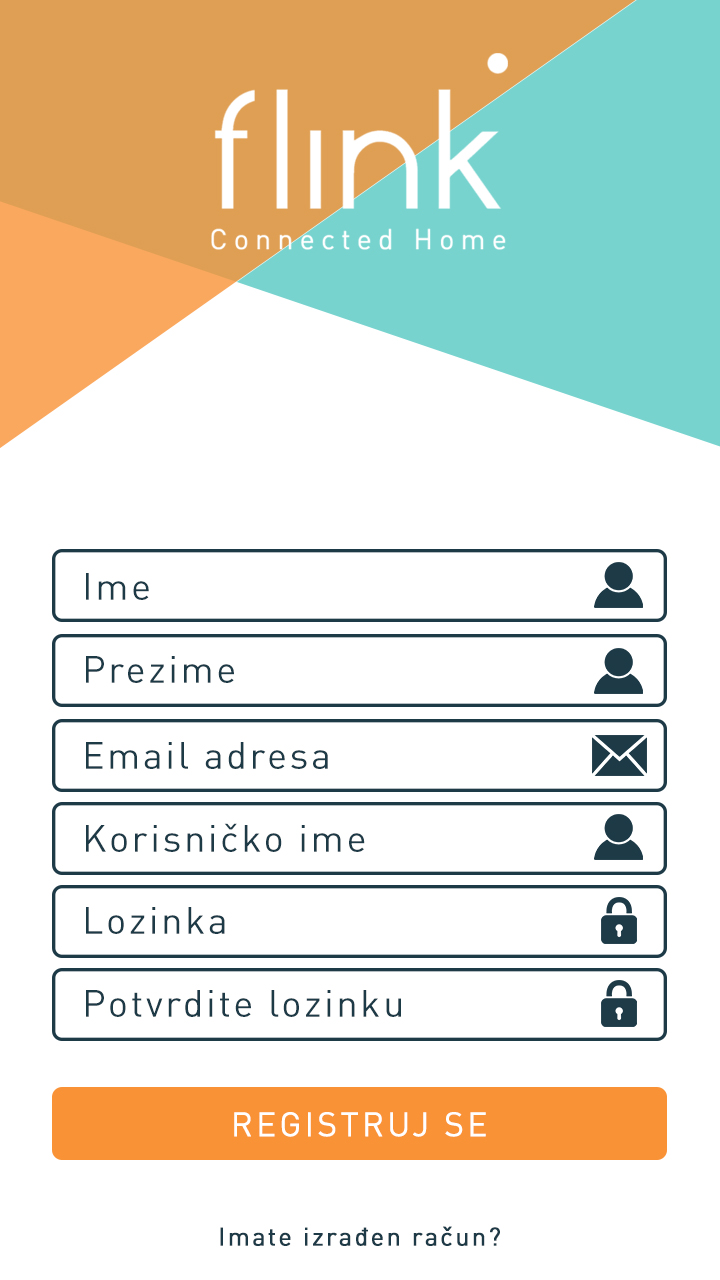 flink
Connected Home
Ime
Prezime
Email adresa
Korisničko ime
Lozinka
Potvrdite lozinku
REGISTRUJ SE
Imate izrađen račun?